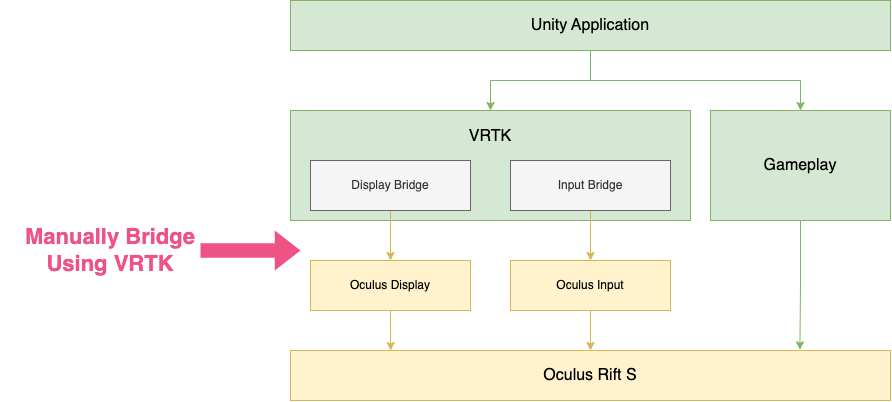 Unity Application
VRTK
Gameplay
Display Bridge
Input Bridge
Manually Bridge
Using VRTK
Oculus Display
Oculus Input
Oculus Rift S